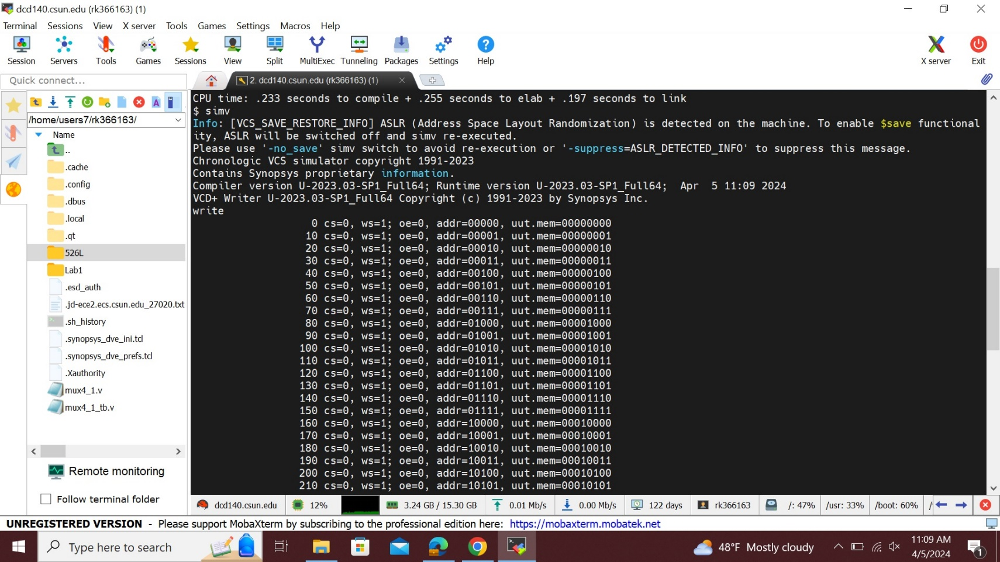 dcd140.csun.edu (rk366163) (1)
Terminal Sessions View X server Tools Games Settings Macros Help
Session Servers Tools Games Sessions View Split MultiExec Tunneling Packages Settings Help X server Exit
Quick connect...
2. dcd140.csun.edu (rk366163) (1)
/home/users7/rk366163/
Name
..
.cache
.config
.dbus
.local
.qt
526L
Lab1
.esd_auth
.jd-ece2.ecs.csun.edu_27020.txt
.sh_history
.synopsys_dve_ini.tcl
.synopsys_dve_prefs.tcl
.Xauthority
mux4_1.v
mux4_1_tb.v
Remote monitoring
Follow terminal folder
CPU time: .233 seconds to compile + .255 seconds to elab + .197 seconds to link
$ simv
Info: [VCS_SAVE_RESTORE_INFO] ASLR (Address Space Layout Randomization) is detected on the machine. To enable $save functional
ity, ASLR will be switched off and simv re-executed.
Please use '-no_save' simv switch to avoid re-execution or '-suppress=ASLR_DETECTED_INFO' to suppress this message.
Chronologic VCS simulator copyright 1991-2023
Contains Synopsys proprietary information.
Compiler version U-2023.03-SP1_Full64; Runtime version U-2023.03-SP1_Full64;  Apr  5 11:09 2024
VCD+ Writer U-2023.03-SP1_Full64 Copyright (c) 1991-2023 by Synopsys Inc.
write
0 cs=0, ws=1; oe=0, addr=00000, uut.mem=00000000
10 cs=0, ws=1; oe=0, addr=00001, uut.mem=00000001
20 cs=0, ws=1; oe=0, addr=00010, uut.mem=00000010
30 cs=0, ws=1; oe=0, addr=00011, uut.mem=00000011
40 cs=0, ws=1; oe=0, addr=00100, uut.mem=00000100
50 cs=0, ws=1; oe=0, addr=00101, uut.mem=00000101
60 cs=0, ws=1; oe=0, addr=00110, uut.mem=00000110
70 cs=0, ws=1; oe=0, addr=00111, uut.mem=00000111
80 cs=0, ws=1; oe=0, addr=01000, uut.mem=00001000
90 cs=0, ws=1; oe=0, addr=01001, uut.mem=00001001
100 cs=0, ws=1; oe=0, addr=01010, uut.mem=00001010
110 cs=0, ws=1; oe=0, addr=01011, uut.mem=00001011
120 cs=0, ws=1; oe=0, addr=01100, uut.mem=00001100
130 cs=0, ws=1; oe=0, addr=01101, uut.mem=00001101
140 cs=0, ws=1; oe=0, addr=01110, uut.mem=00001110
150 cs=0, ws=1; oe=0, addr=01111, uut.mem=00001111
160 cs=0, ws=1; oe=0, addr=10000, uut.mem=00010000
170 cs=0, ws=1; oe=0, addr=10001, uut.mem=00010001
180 cs=0, ws=1; oe=0, addr=10010, uut.mem=00010010
190 cs=0, ws=1; oe=0, addr=10011, uut.mem=00010011
200 cs=0, ws=1; oe=0, addr=10100, uut.mem=00010100
210 cs=0, ws=1; oe=0, addr=10101, uut.mem=00010101
dcd140.csun.edu 12% 3.24 GB / 15.30 GB 0.01 Mb/s 0.00 Mb/s 122 days rk366163 /: 47% /usr: 33% /boot: 60% /
UNREGISTERED VERSION - Please support MobaXterm by subscribing to the professional edition here: https://mobaxterm.mobatek.net
Type here to search
48°F Mostly cloudy
11:09 AM
4/5/2024
1